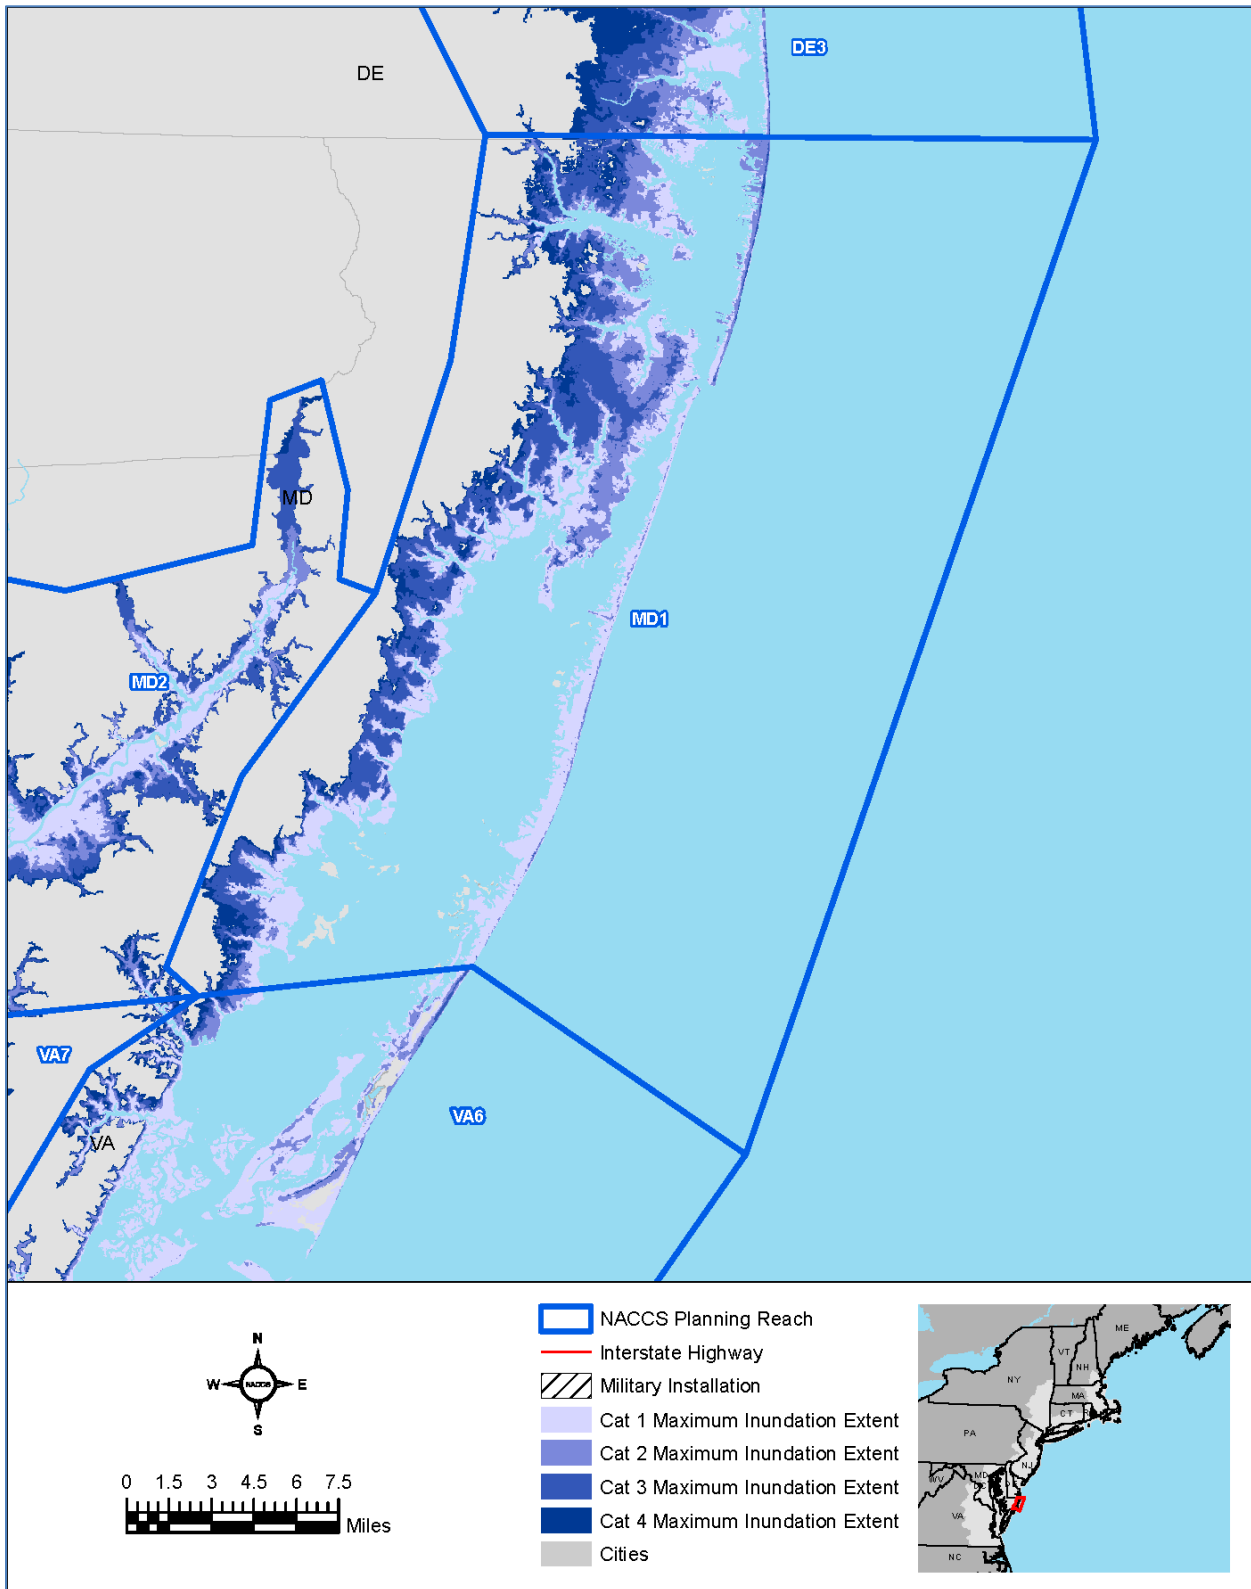 DE3
DE
MD
MD1
MD2
VA7
VA6
VA
N
W
NACCS
E
S
0 1.5 3 4.5 6 7.5
Miles
NACCS Planning Reach
Interstate Highway
Military Installation
Cat 1 Maximum Inundation Extent
Cat 2 Maximum Inundation Extent
Cat 3 Maximum Inundation Extent
Cat 4 Maximum Inundation Extent
Cities
ME
VT
NH
NY
MA
CT
PA
NJ
MD
WV
VA
NC